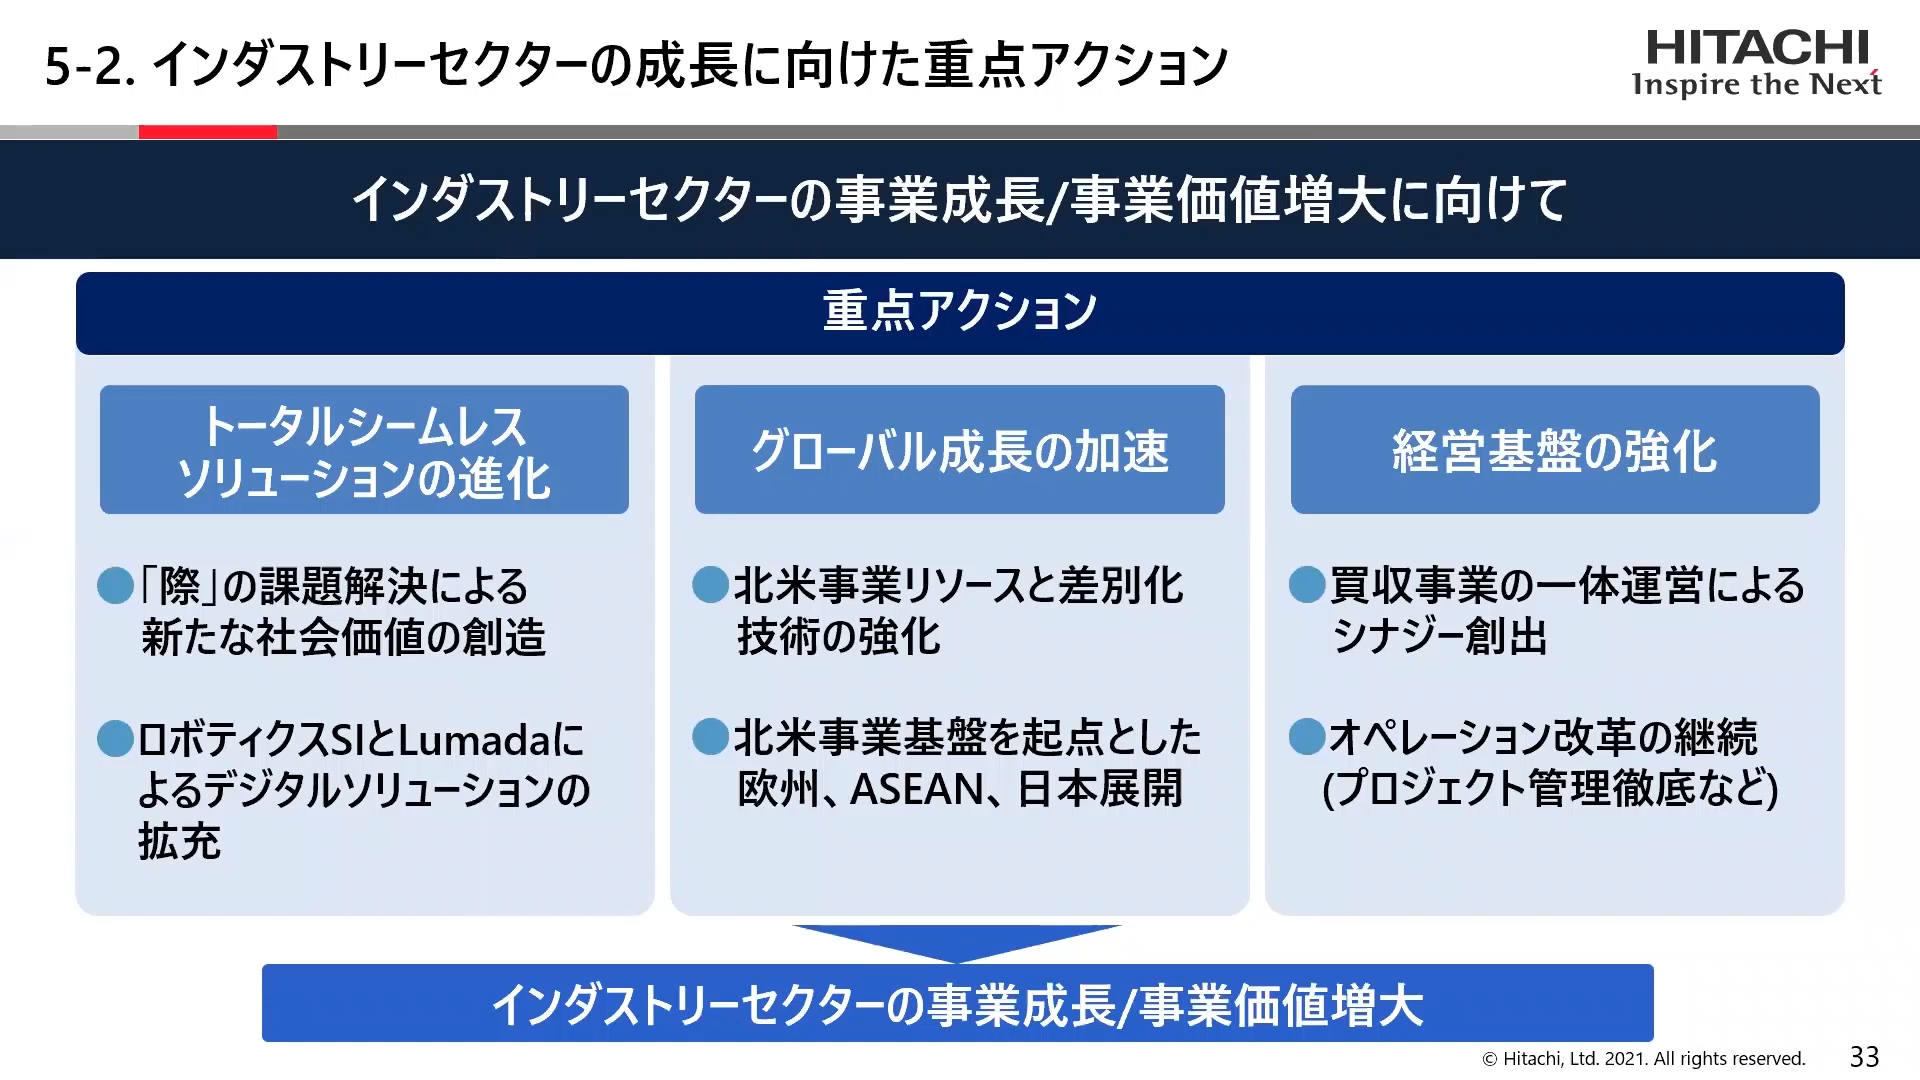 5-2. インダストリーセクターの成長に向けた重点アクション
HITACHI
Inspire the Next
インダストリーセクターの事業成長/事業価値増大に向けて
重点アクション
トータルシームレス
ソリューションの進化
●「際」の課題解決による
新たな社会価値の創造
●ロボティクスSIとLumadaに
よるデジタルソリューションの
拡充
グローバル成長の加速
●北米事業リソースと差別化
技術の強化
●北米事業基盤を起点とした
欧州、ASEAN、日本展開
経営基盤の強化
●買収事業の一体運営による
シナジー創出
●オペレーション改革の継続
(プロジェクト管理徹底など)
インダストリーセクターの事業成長/事業価値増大
© Hitachi, Ltd. 2021. All rights reserved.
33